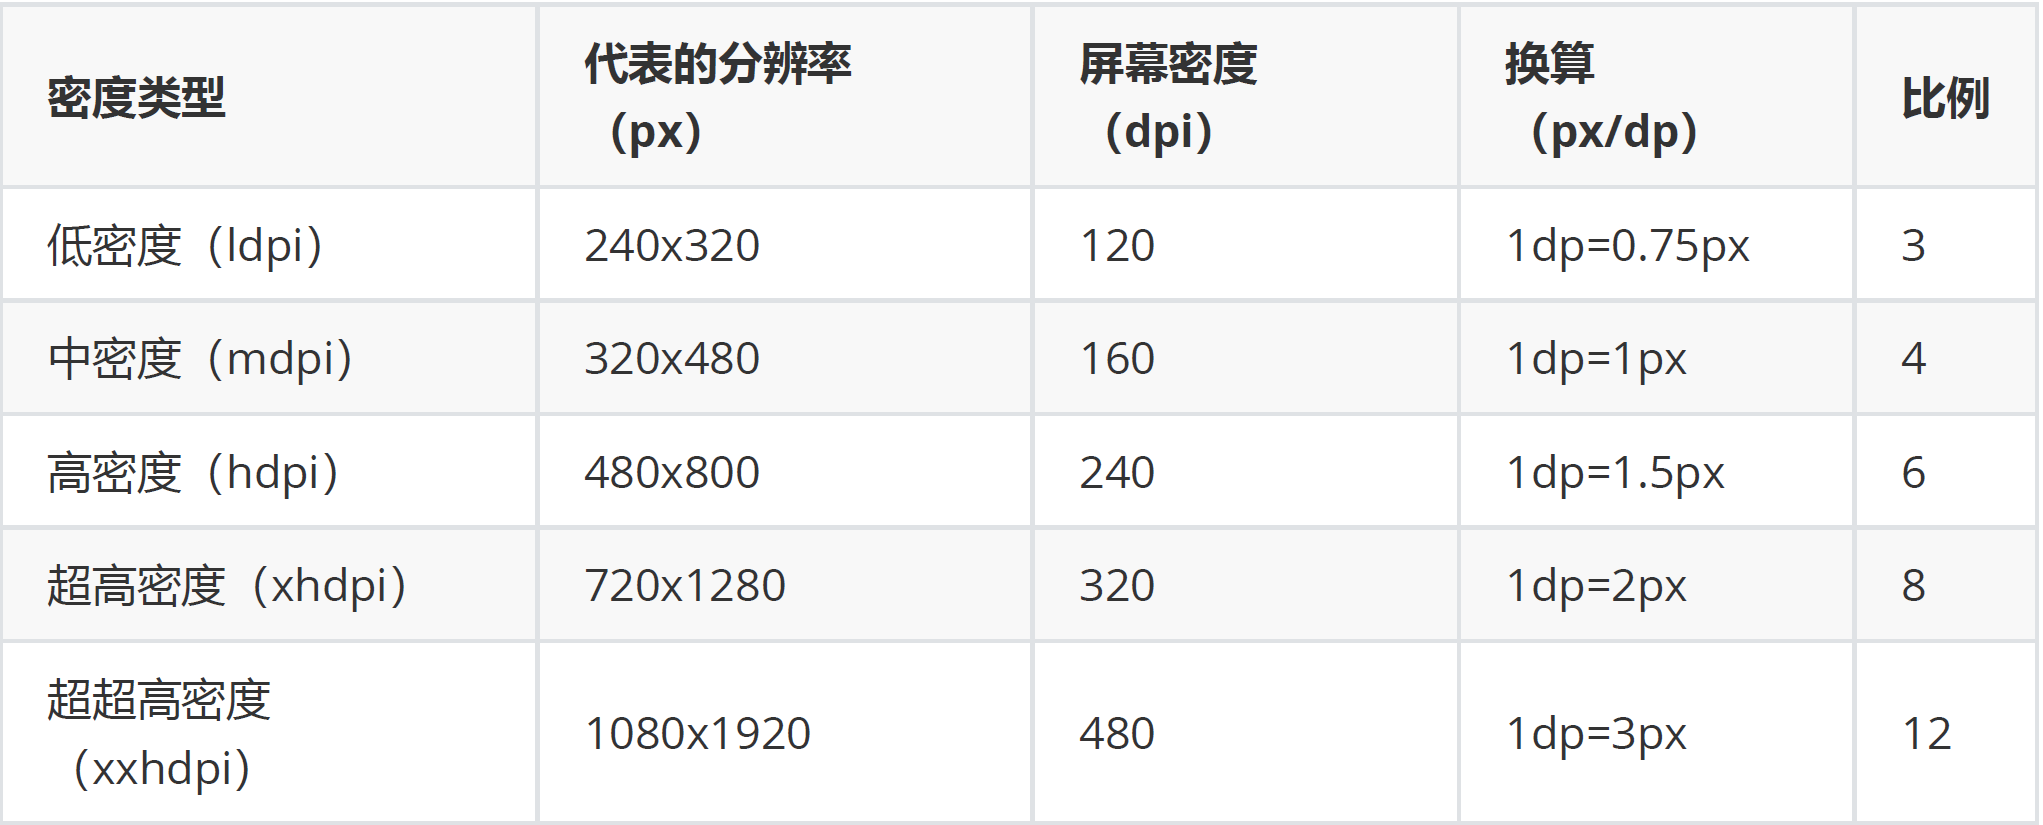 密度类型
代表的分辨率
（px）
屏幕密度
（dpi）
换算
（px/dp）
比例
低密度（ldpi）
240x320
120
1dp=0.75px
3
中密度（mdpi）
320x480
160
1dp=1px
4
高密度（hdpi）
480x800
240
1dp=1.5px
6
超高密度（xhdpi）
720x1280
320
1dp=2px
8
超超高密度
（xxhdpi）
1080x1920
480
1dp=3px
12